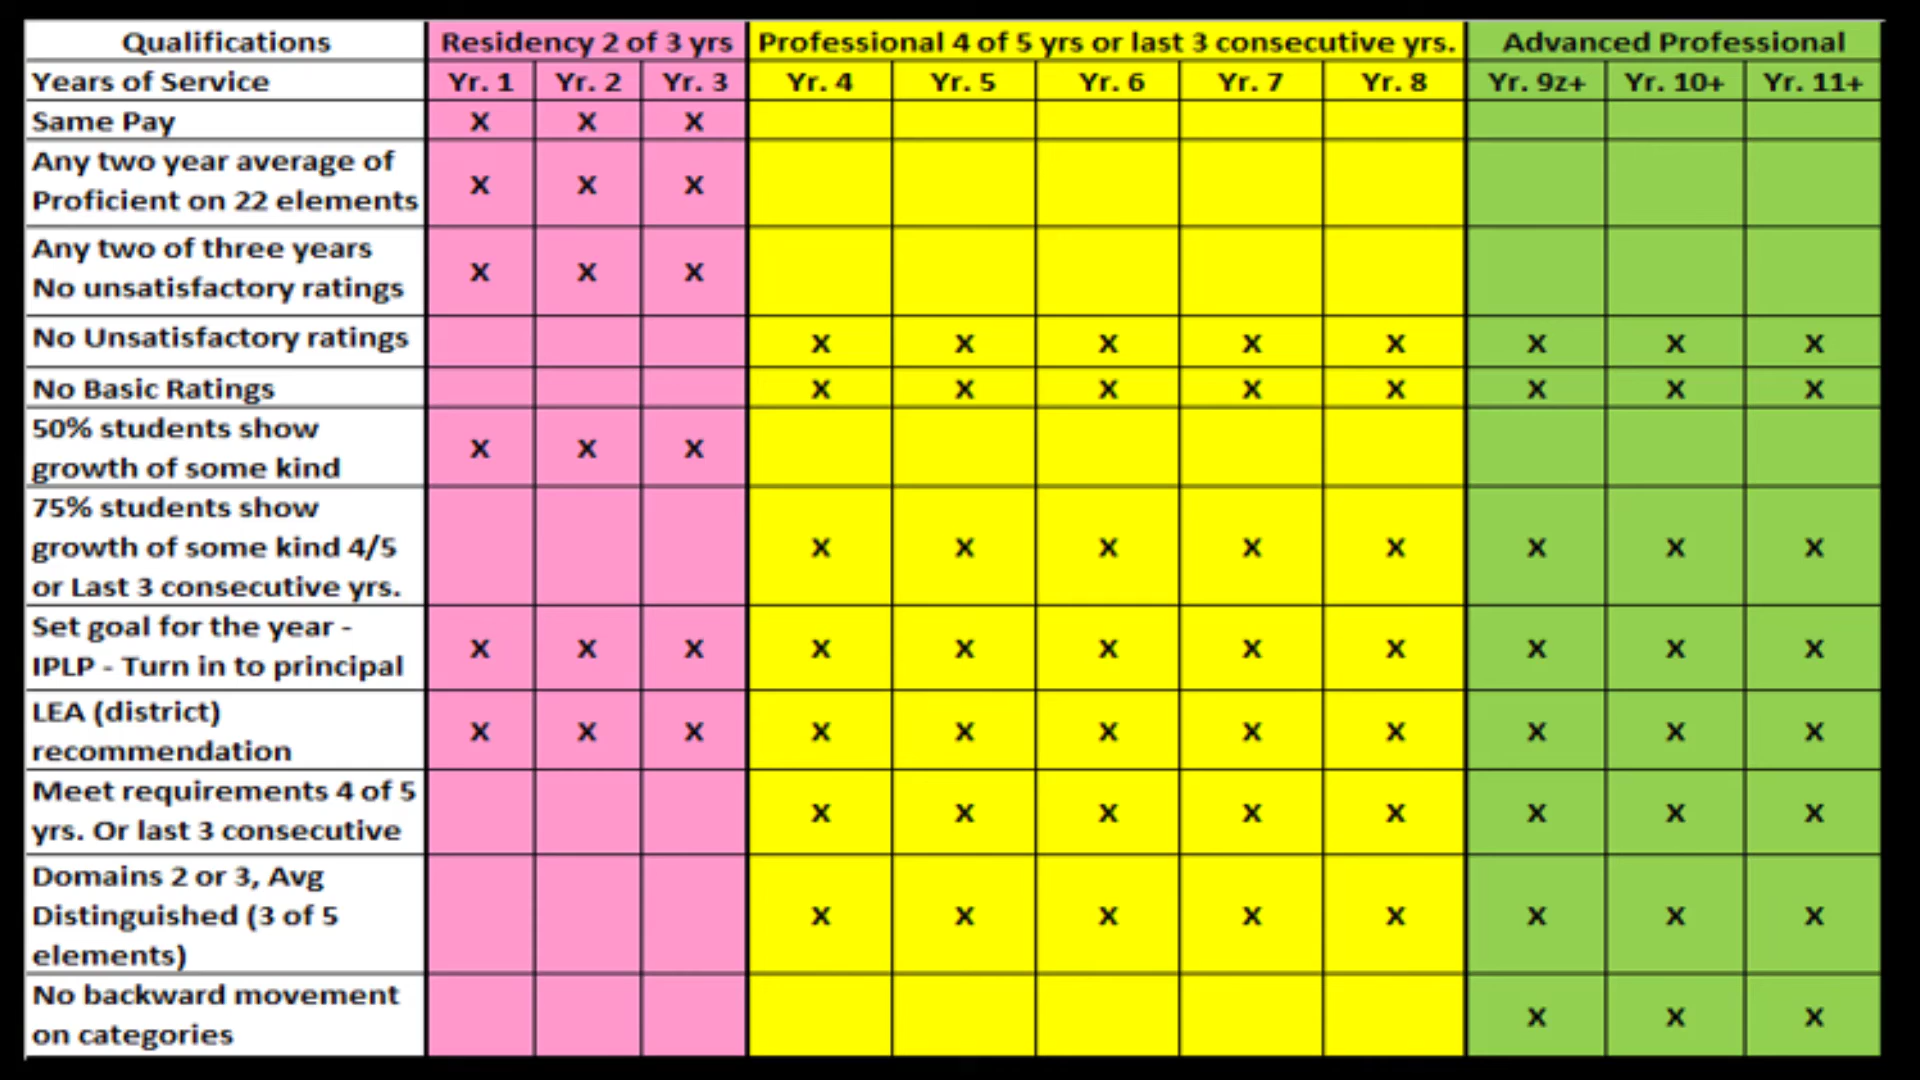 Qualifications Residency 2 of 3 yrs Professional 4 of 5 yrs or last 3 consecutive yrs. Advanced Professional
Years of Service Yr. 1 Yr. 2 Yr. 3 Yr. 4 Yr. 5 Yr. 6 Yr. 7 Yr. 8 Yr. 9z+ Yr. 10+ Yr. 11+
Same Pay x x x
Any two year average of
Proficient on 22 elements x x x
Any two of three years
No unsatisfactory ratings x x x
No Unsatisfactory ratings x x x x x x x x
No Basic Ratings x x x x x x x x
50% students show
growth of some kind x x x
75% students show
growth of some kind 4/5 x x x x x x x x
or Last 3 consecutive yrs.
Set goal for the year -
IPLP - Turn in to principal x x x x x x x x x x x
LEA (district)
recommendation x x x x x x x x x x x
Meet requirements 4 of 5
yrs. Or last 3 consecutive x x x x x x x x
Domains 2 or 3, Avg
Distinguished (3 of 5 x x x x x x x x
elements)
No backward movement
on categories x x x